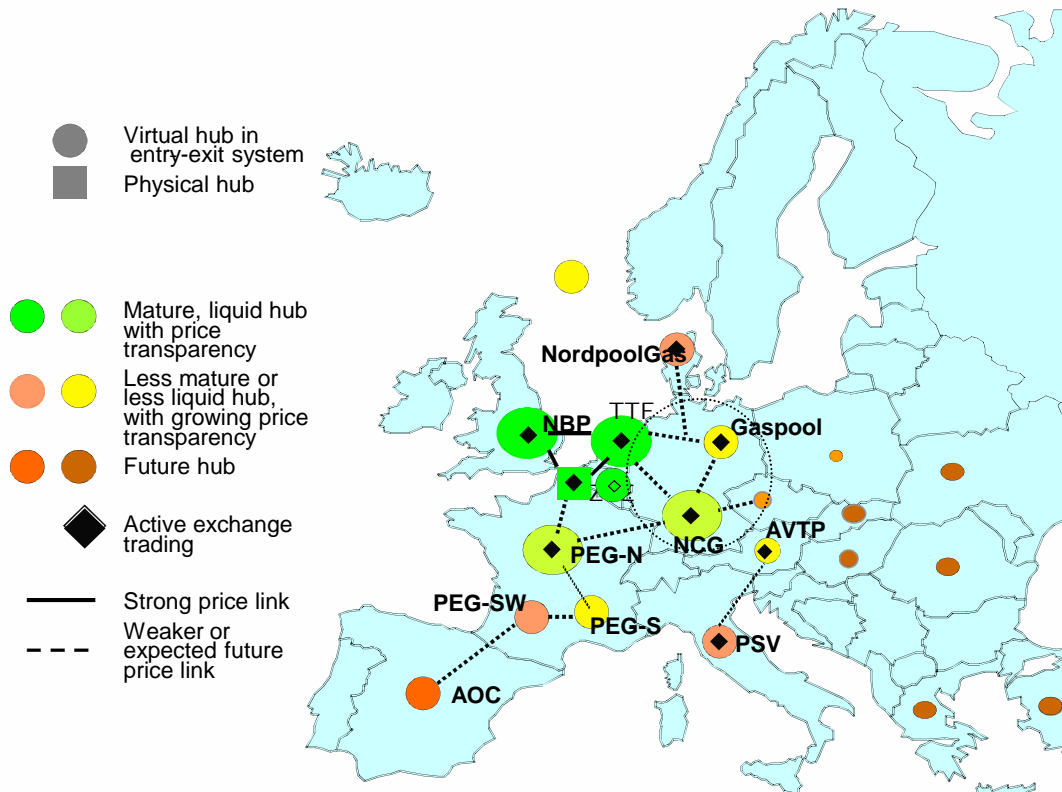 Virtual hub in
entry-exit system
Physical hub
Mature, liquid hub
with price
transparency
Less mature or
less liquid hub,
with growing price
transparency
Future hub
Active exchange
trading
Strong price link
Weaker or
expected future
price link
NordpoolGas
TTF
NBP
Gaspool
AVTP
NCG
PEG-N
PEG-SW
PEG-S
PSV
AOC